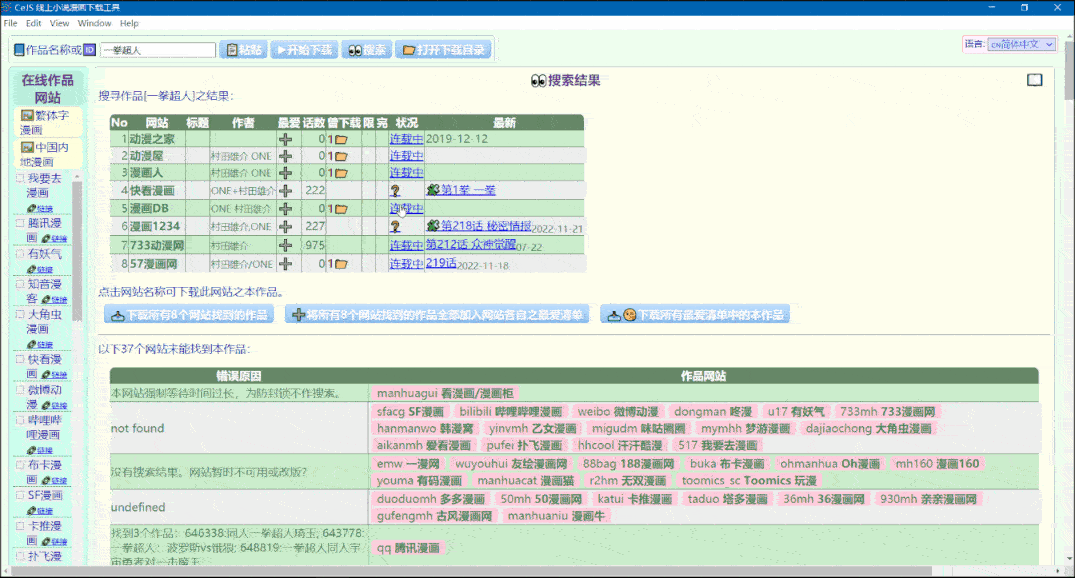 CeJS 线上小说漫画下载工具
File Edit View Window Help
作品名称或ID 一拳超人 粘贴 开始下载 搜索 打开下载目录
语言: CN简体中文
在线作品网站
繁体字漫画
中国内地漫画
我要去漫画
链接
腾讯漫画 链接
有妖气
链接
知音漫客 链接
大角虫漫画
链接
快看漫画 链接
微博动漫 链接
哔哩哔哩漫画
链接
布卡漫画 链接
SF漫画
链接
卡推漫画 链接
扑飞漫
搜索结果
搜寻作品[一拳超人]之结果:
No 网站 标题 作者 最爱 话数 曾下载 限 完 状况 最新
1 动漫之家 0 1 连载中 2019-12-12
2 动漫屋 村田雄介 ONE 0 1 连载中
3 漫画人 村田雄介 ONE 0 1 连载中
4 快看漫画 ONE+村田雄介 222 ? 第1拳 一拳
5 漫画DB ONE 村田雄介 0 1 连载中
6 漫画1234 村田雄介 227 ? 第218话 秘密情报 2022-11-21
7 733动漫网 村田雄介 975 连载中 第212话 众神觉醒 07-22
8 57漫画网 村田雄介/ONE 0 1 连载中 219话 2022-11-18
点击网站名称可下载此网站之本作品。
下载所有8个网站找到的作品 将所有8个网站找到的作品全部加入网站各自之最爱清单 下载所有最爱清单中的本作品
以下37个网站未能找到本作品:
错误原因 作品网站
本网站强制等待时间过长，为防封锁不作搜索。 manhuagui 看漫画/漫画柜
not found
sfacg SF漫画 bilibili 哔哩哔哩漫画 weibo 微博动漫 dongman 咚漫 u17 有妖气 733mh 733漫画网
hanmanwo 韩漫窝 yinvmh 乙女漫画 migudm 咪咕圈圈 mymhh 梦游漫画 dajiaochong 大角虫漫画
aikanmh 爱看漫画 pufei 扑飞漫画 hhcool 汗汗酷漫 517 我要去漫画
没有搜索结果。网站暂时不可用或改版?
emw 一漫网 wuyouhui 友绘漫画网 88bag 188漫画网 buka 布卡漫画 ohmanhua Oh漫画 mh160 漫画160
youma 有码漫画 manhuacat 漫画猫 r2hm 无双漫画 toomics_sc Toomics 玩漫
undefined
duoduomh 多多漫画 50mh 50漫画网 katui 卡推漫画 taduo 塔多漫画 36mh 36漫画网 930mh 亲亲漫画网
gufengmh 古风漫画网 manhuaniu 漫画牛
找到3个作品: 646338:同人一拳超人琦玉; 643778:
一拳超人: 波罗斯vs饿狼; 648819:一拳超人同人宇
宙勇者对一击魔王
qq 腾讯漫画